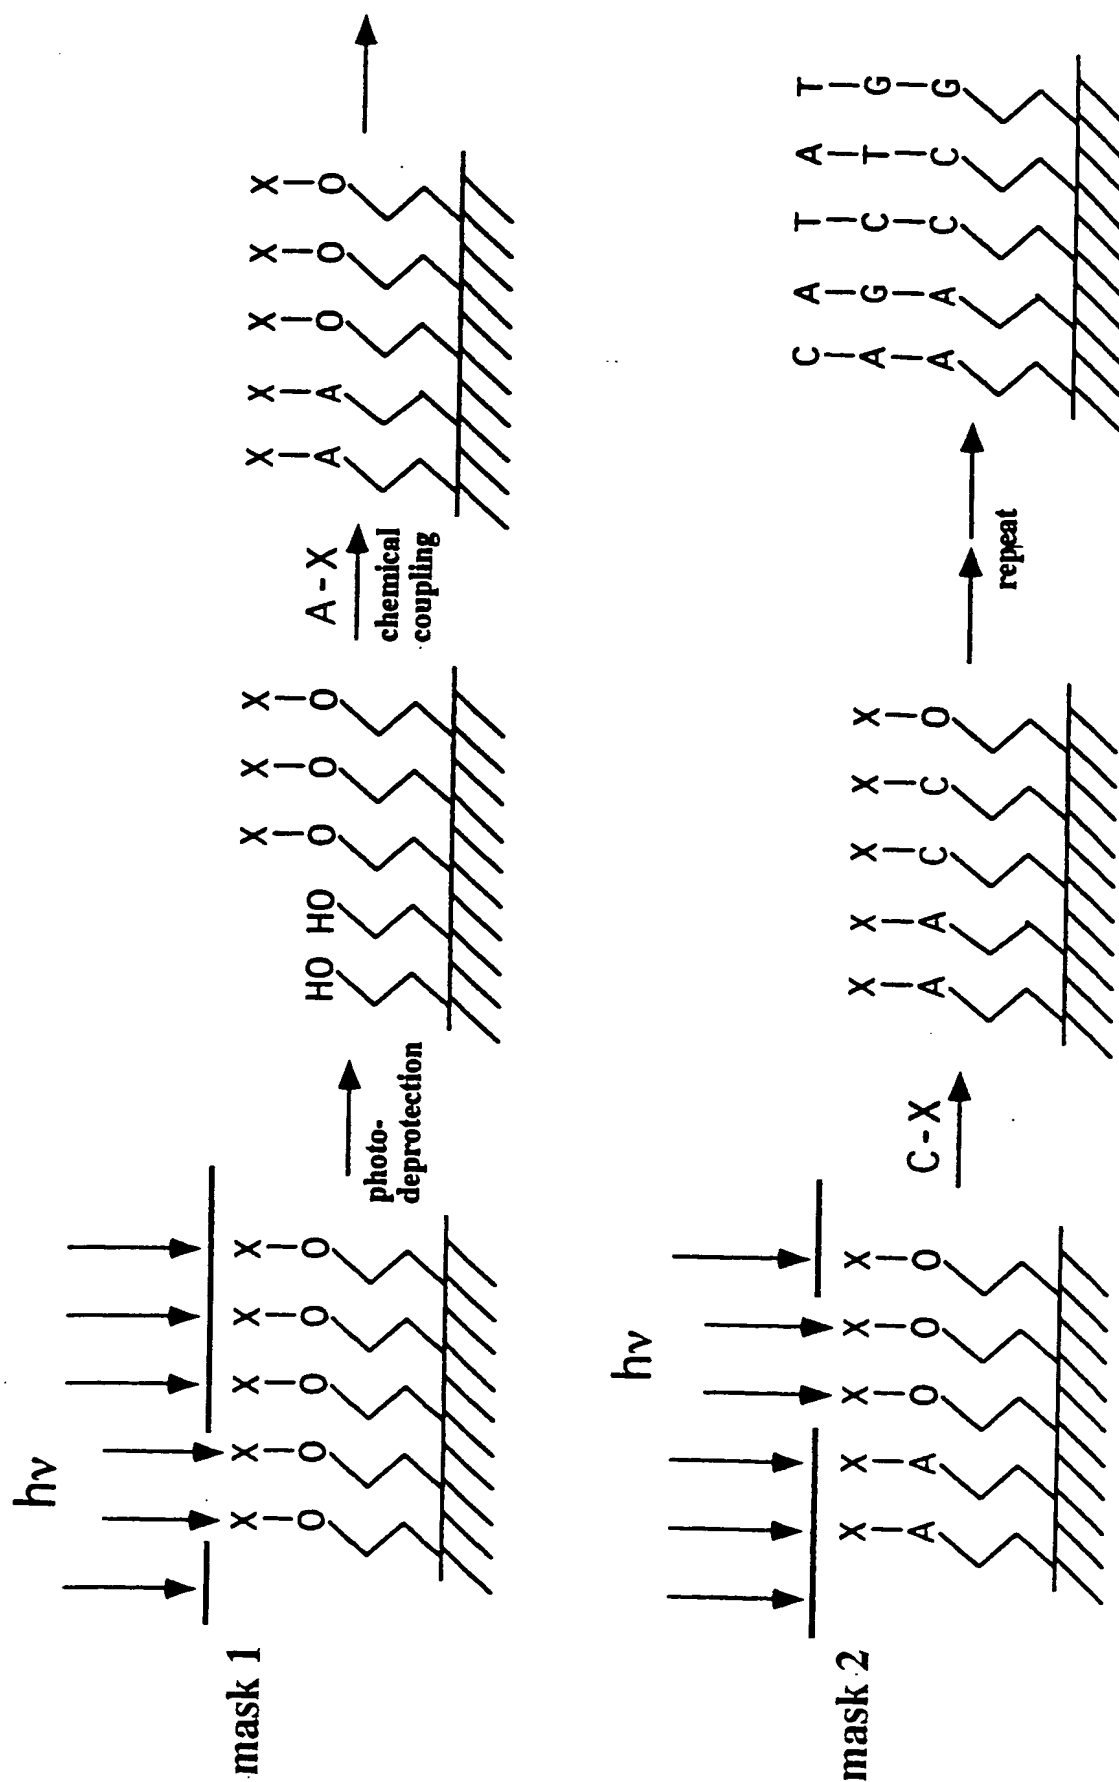 hν
mask 1
X X X X X
O O O O O
photo-
deprotection
X X X
HO HO O O O
A-X
chemical
coupling
X X X X X
A A O O O
hν
mask 2
X X X X X
A A O O O
C-X
X X X X X
A A C C O
repeat
C A T A T
A G C T G
A A C C G